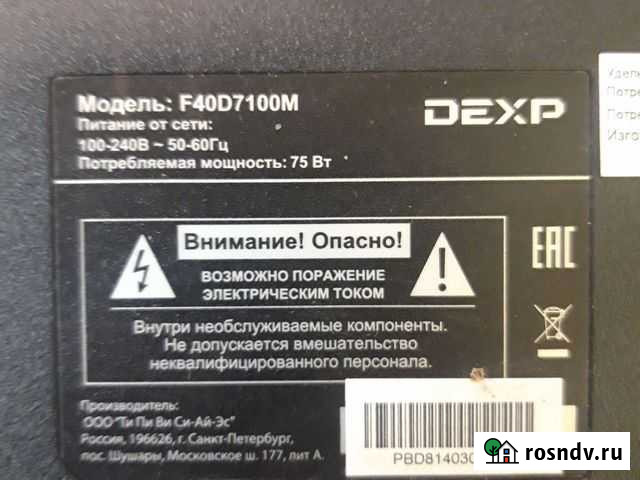 Модель: F40D7100M
DEXP
Питание от сети:
100-240В ~ 50-60Гц
Потребляемая мощность: 75 Вт
Внимание! Опасно!
ВОЗМОЖНО ПОРАЖЕНИЕ
ЭЛЕКТРИЧЕСКИМ ТОКОМ
Внутри необслуживаемые компоненты.
Не допускается вмешательство
неквалифицированного персонала.
EAC
Производитель:
ООО "Ти Пи Ви Си-Ай-Эс"
Россия, 196626, г. Санкт-Петербург,
пос. Шушары, Московское ш. 177, лит А.
rosndv.ru